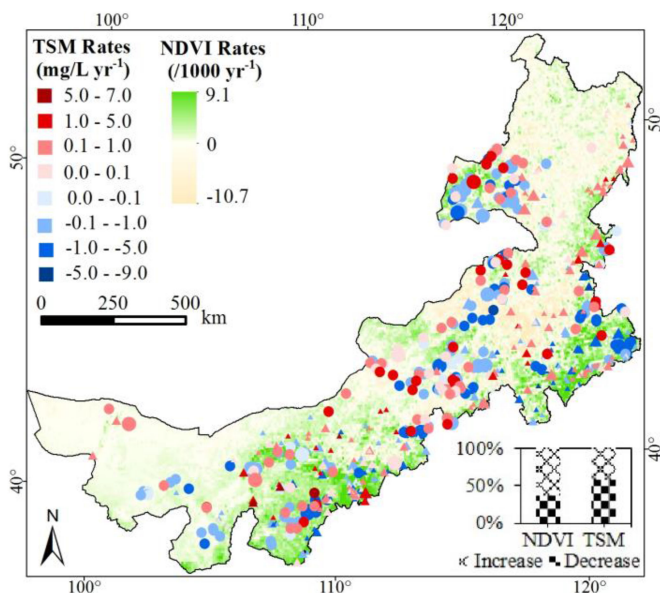 100° 110° 120°
TSM Rates NDVI Rates
(mg/L yr-1) (/1000 yr-1)
5.0 - 7.0 9.1
1.0 - 5.0
0.1 - 1.0
0.0 - 0.1 0
0.0 - -0.1
-0.1 - -1.0 -10.7
-1.0 - -5.0
-5.0 - -9.0
0 250 500
km
50° 50°
40° 40°
N
100%
50%
0%
NDVI TSM
Increase Decrease
100° 110° 120°